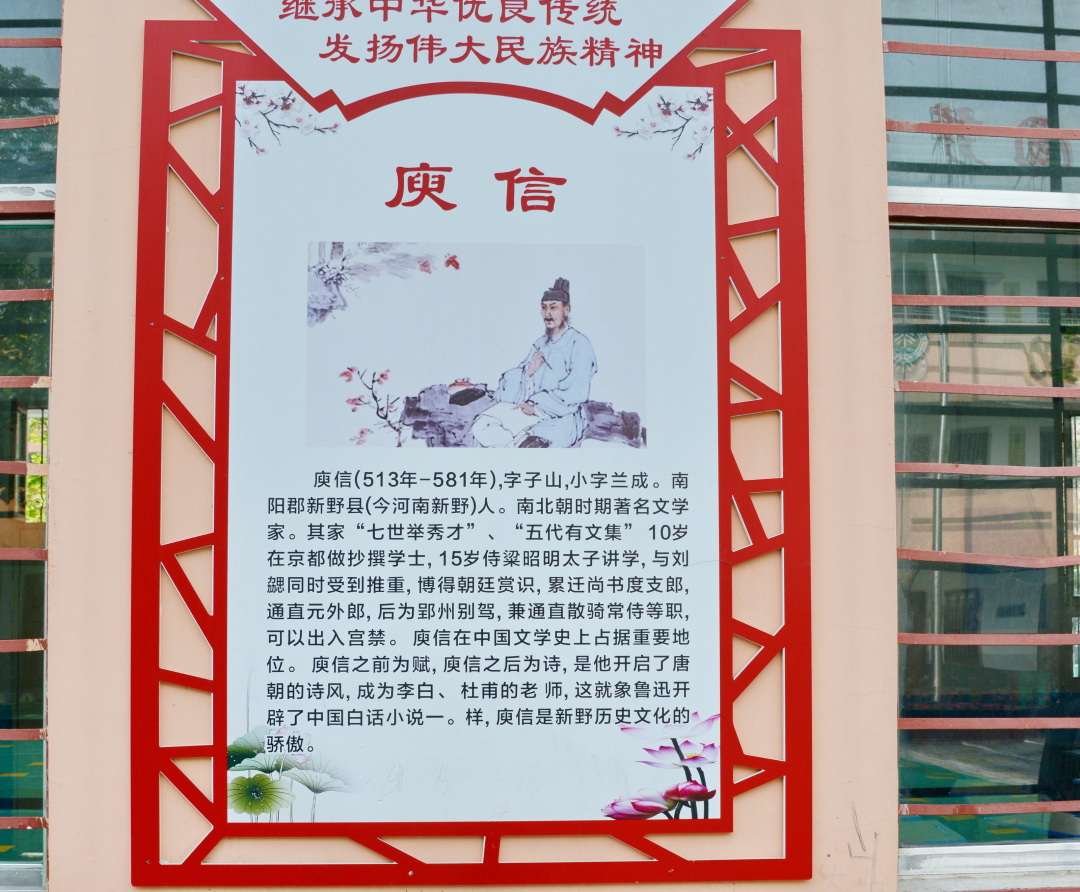 继承中华优良传统
发扬伟大民族精神
庾信
庾信(513年-581年),字子山,小字兰成。南
阳郡新野县(今河南新野)人。南北朝时期著名文学
家。其家“七世举秀才”、“五代有文集” 10岁
在京都做抄撰学士, 15岁侍粱昭明太子讲学, 与刘
勰同时受到推重, 博得朝廷赏识, 累迁尚书度支郎,
通直元外郎, 后为郢州别驾, 兼通直散骑常侍等职,
可以出入宫禁。 庾信在中国文学史上占据重要地
位。 庾信之前为赋, 庾信之后为诗, 是他开启了唐
朝的诗风, 成为李白、 杜甫的老 师, 这就象鲁迅开
辟了中国白话小说一。样, 庾信是新野历史文化的
骄傲。